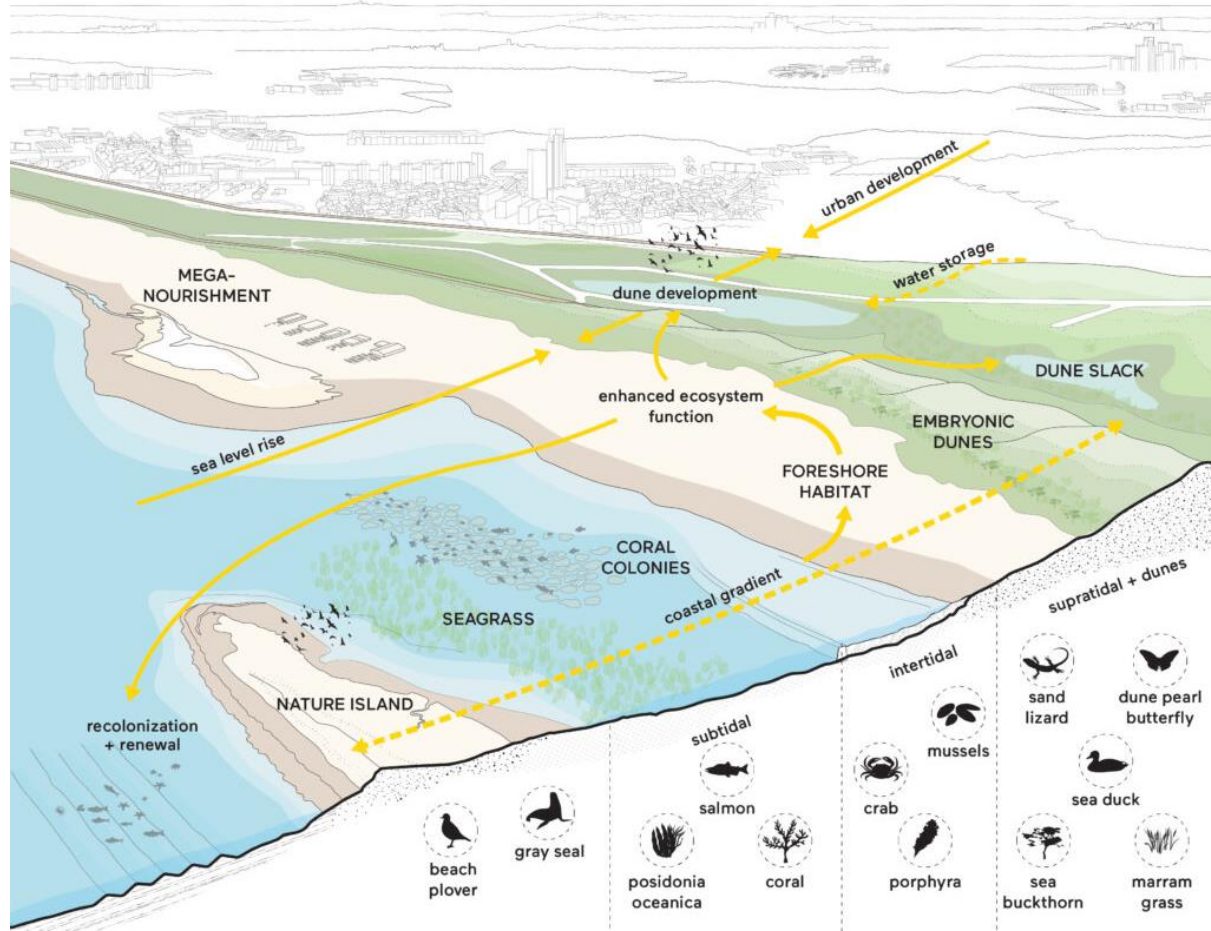 urban development
water storage
MEGA-
NOURISHMENT
dune development
DUNE SLACK
enhanced ecosystem
function
EMBRYONIC
DUNES
sea level rise
FORESHORE
HABITAT
CORAL
COLONIES
coastal gradient
SEAGRASS
supratidal + dunes
intertidal
NATURE ISLAND
recolonization
+ renewal
subtidal
sand
lizard
dune pearl
butterfly
mussels
salmon
crab
sea duck
beach
plover
gray seal
posidonia
oceanica
coral
porphyra
sea
buckthorn
marram
grass